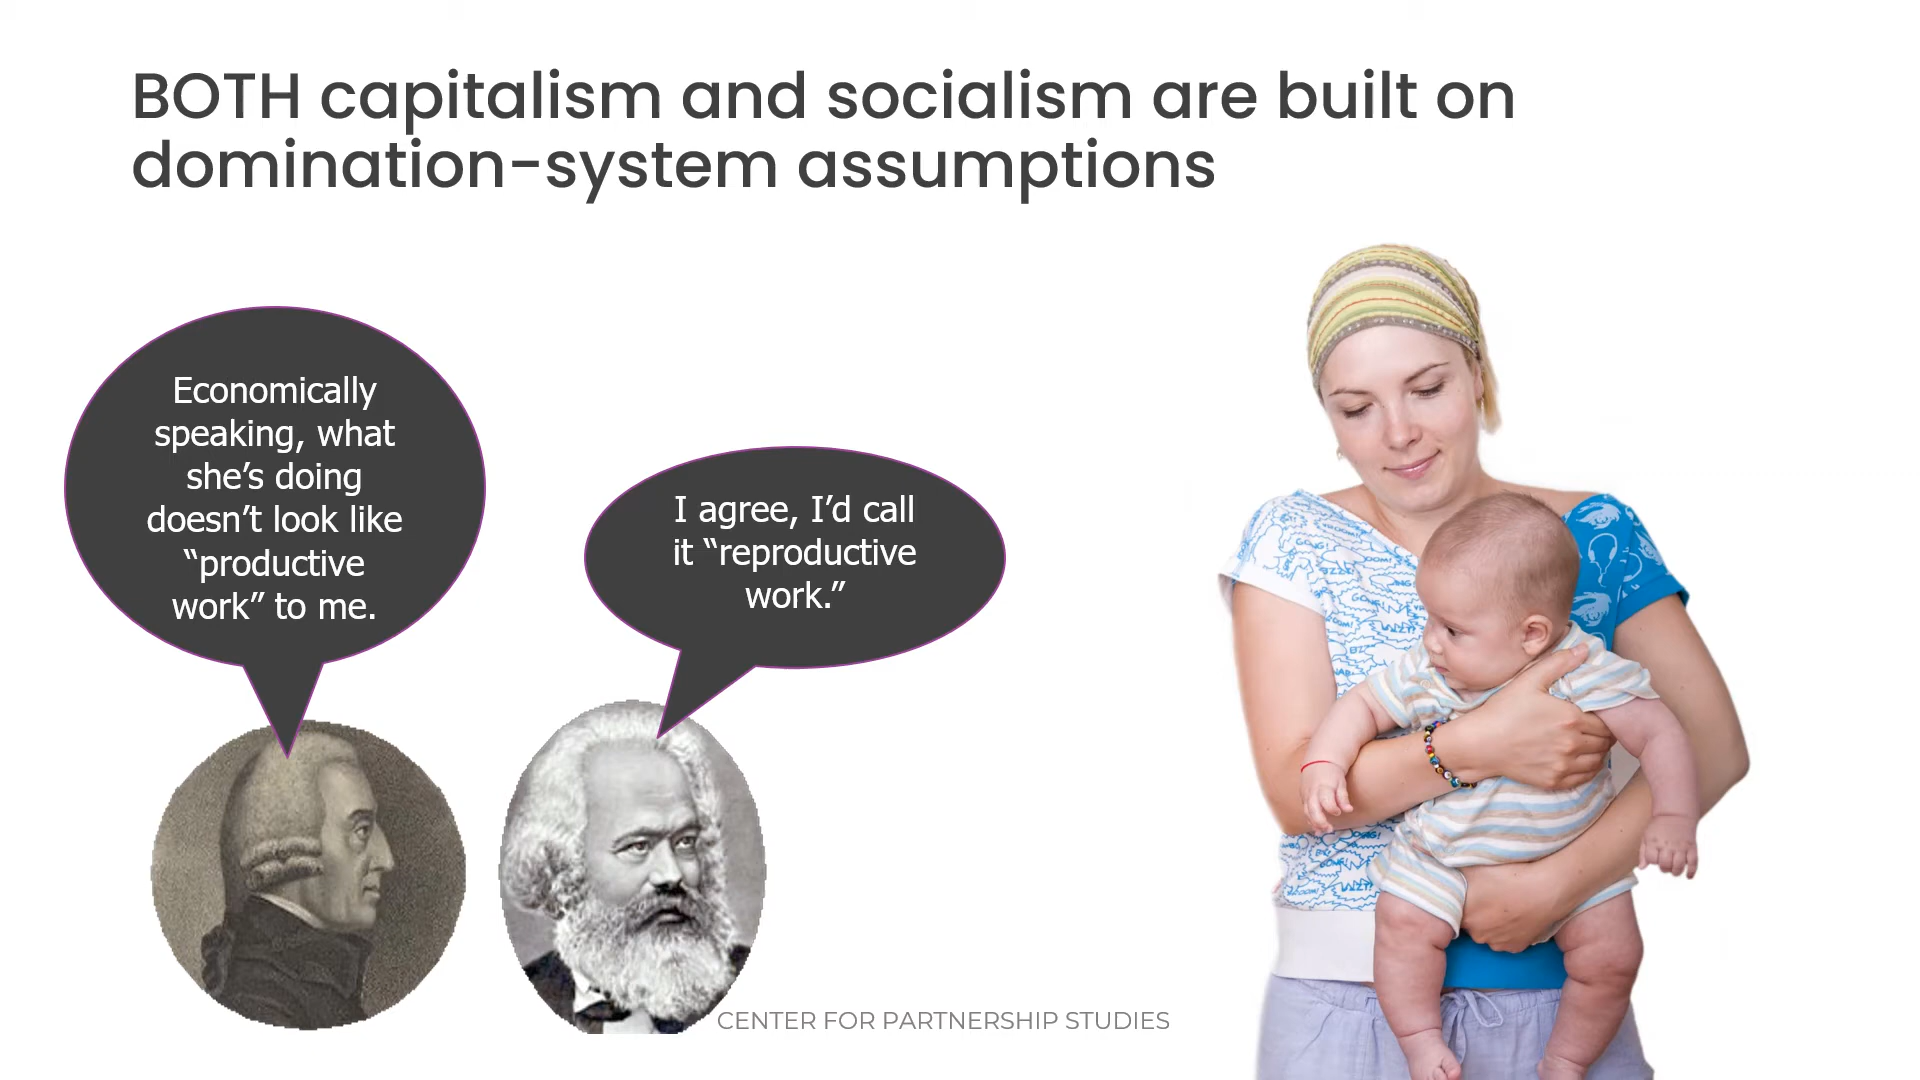 BOTH capitalism and socialism are built on
domination-system assumptions
Economically
speaking, what
she’s doing
doesn’t look like
“productive
work” to me.
I agree, I’d call
it “reproductive
work.”
CENTER FOR PARTNERSHIP STUDIES